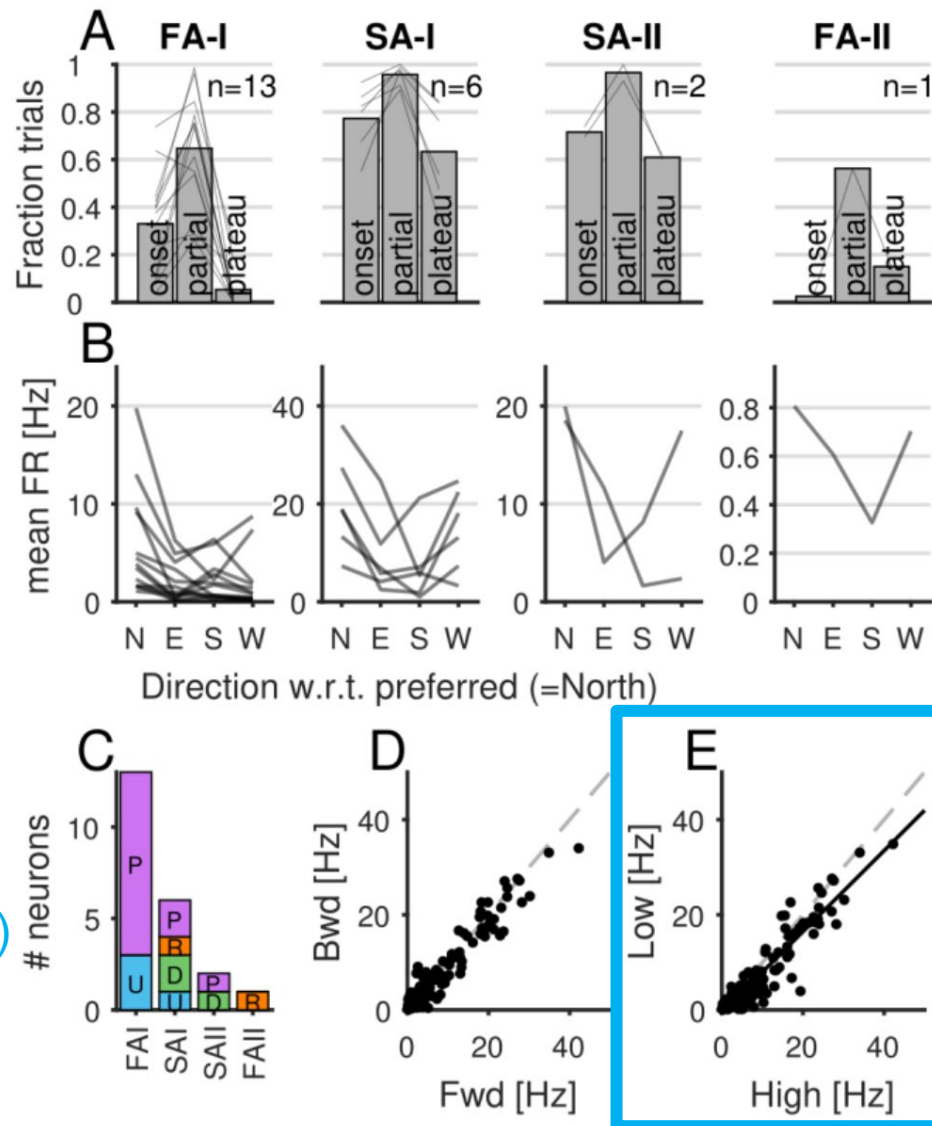 A FA-I SA-I SA-II FA-II
Fraction trials
1
0.8
0.6
0.4
0.2
0
n=13 n=6 n=2 n=1
onset partial plateau onset partial plateau onset partial plateau onset partial plateau
B
mean FR [Hz]
20 40 20 0.8
0.6
10 20 10 0.4
0.2
0 0 0 0
N E S W N E S W N E S W N E S W
Direction w.r.t. preferred (=North)
C
# neurons
10
5
0
P
U
P
R
D
U
P
D
R
FAI SAI SAII FAII
D
Bwd [Hz]
40
20
0
0 20 40
Fwd [Hz]
E
Low [Hz]
40
20
0
0 20 40
High [Hz]